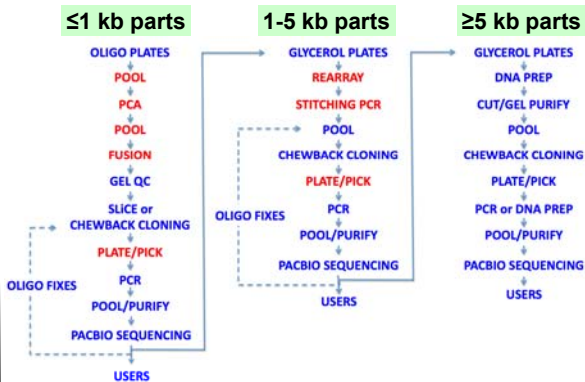 ≤1 kb parts
OLIGO PLATES
POOL
PCA
POOL
FUSION
GEL QC
SLiCE or
CHEWBACK CLONING
PLATE/PICK
OLIGO FIXES
PCR
POOL/PURIFY
PACBIO SEQUENCING
USERS
1-5 kb parts
GLYCEROL PLATES
REARRAY
STITCHING PCR
POOL
CHEWBACK CLONING
PLATE/PICK
OLIGO FIXES
PCR
POOL/PURIFY
PACBIO SEQUENCING
USERS
≥5 kb parts
GLYCEROL PLATES
DNA PREP
CUT/GEL PURIFY
POOL
CHEWBACK CLONING
PLATE/PICK
PCR or DNA PREP
POOL/PURIFY
PACBIO SEQUENCING
USERS